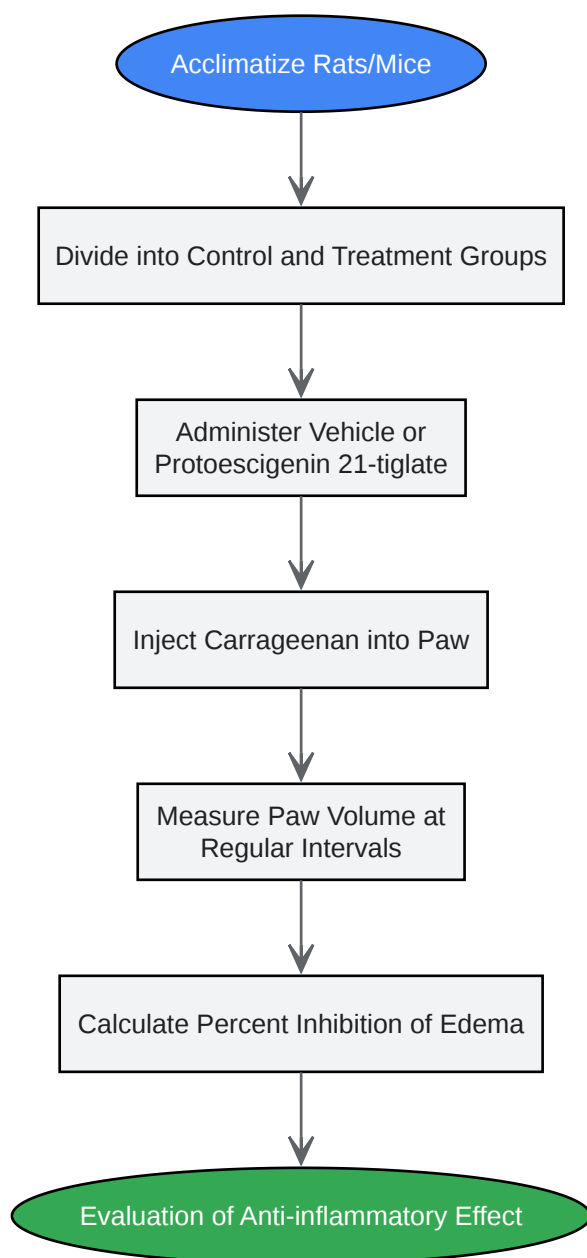 Acclimatize Rats/Mice
Divide into Control and Treatment Groups
Administer Vehicle or
Protoescigenin 21-tiglate
Inject Carrageenan into Paw
Measure Paw Volume at
Regular Intervals
Calculate Percent Inhibition of Edema
Evaluation of Anti-inflammatory Effect